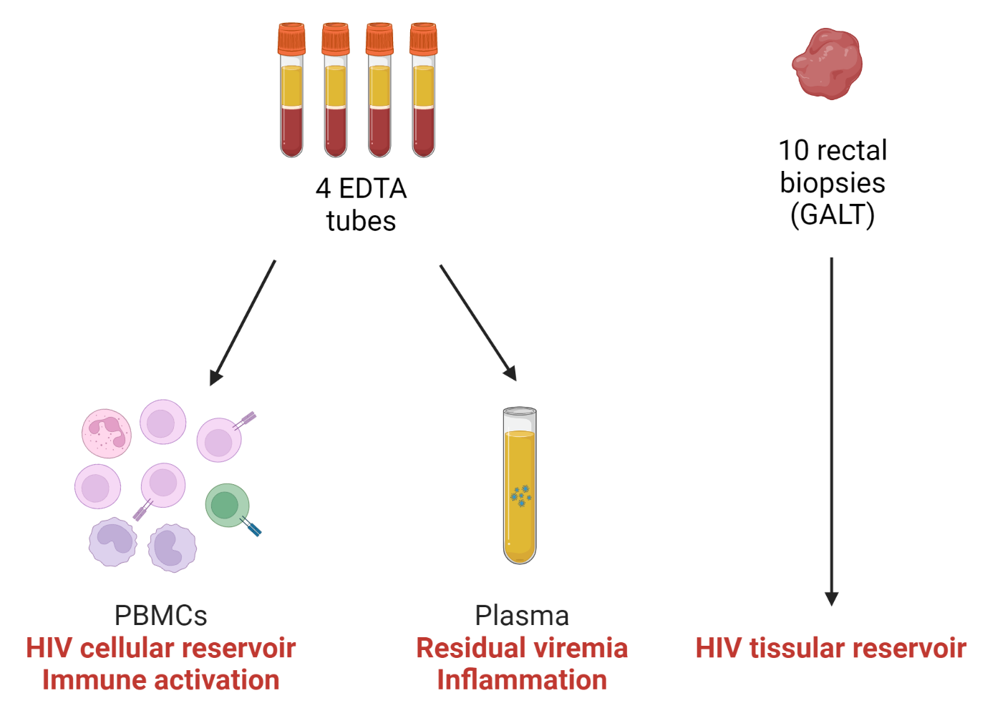 4 EDTA
tubes
10 rectal
biopsies
(GALT)
PBMCs
HIV cellular reservoir
Immune activation
Plasma
Residual viremia
Inflammation
HIV tissular reservoir